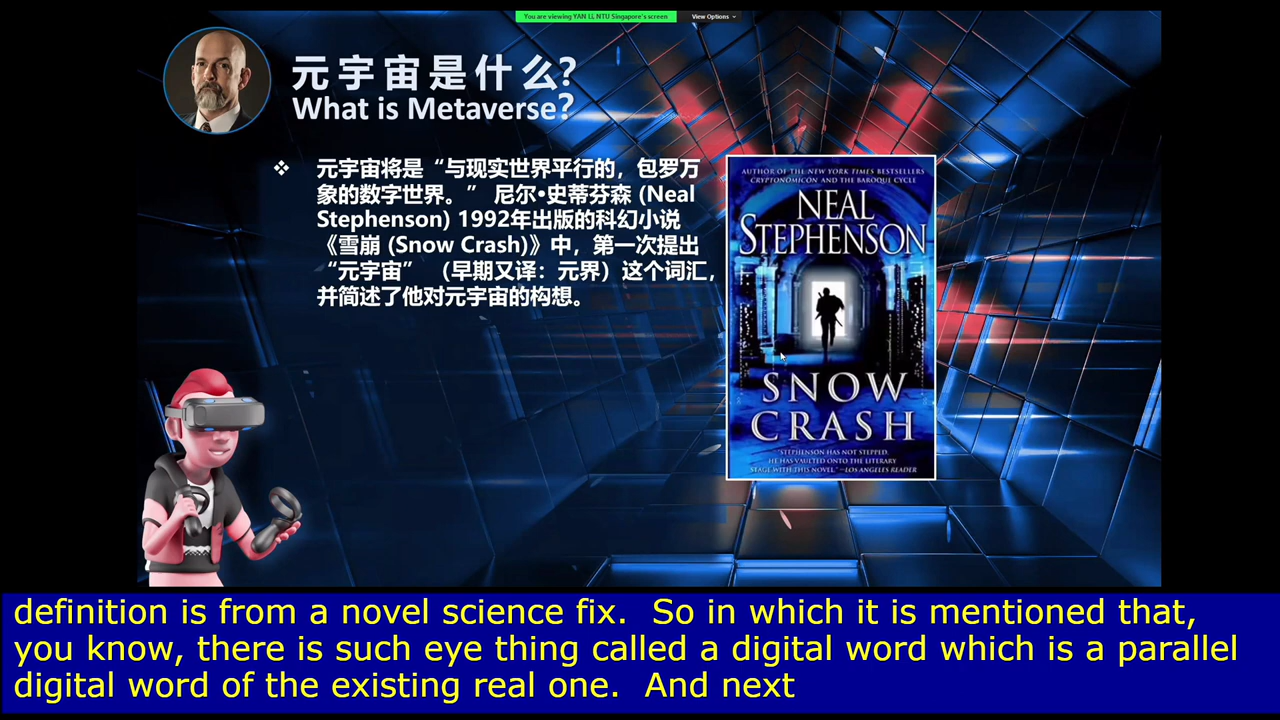 You are viewing YAN LI, NTU Singapore's screen
View Options
元宇宙是什么?
What is Metaverse?
❖ 元宇宙将是“与现实世界平行的，包罗万
象的数字世界。” 尼尔•史蒂芬森 (Neal
Stephenson) 1992年出版的科幻小说
《雪崩 (Snow Crash)》中，第一次提出
“元宇宙” （早期又译：元界）这个词汇，
并简述了他对元宇宙的构想。
AUTHOR OF THE NEW YORK TIMES BESTSELLERS
CRYPTONOMICON AND THE BAROQUE CYCLE
NEAL
STEPHENSON
SNOW
CRASH
"STEPHENSON HAS NOT STEPPED,
HE HAS VAULTED ONTO THE LITERARY
STAGE WITH THIS NOVEL." —LOS ANGELES READER
definition is from a novel science fix.  So in which it is mentioned that,
you know, there is such eye thing called a digital word which is a parallel
digital word of the existing real one.  And next